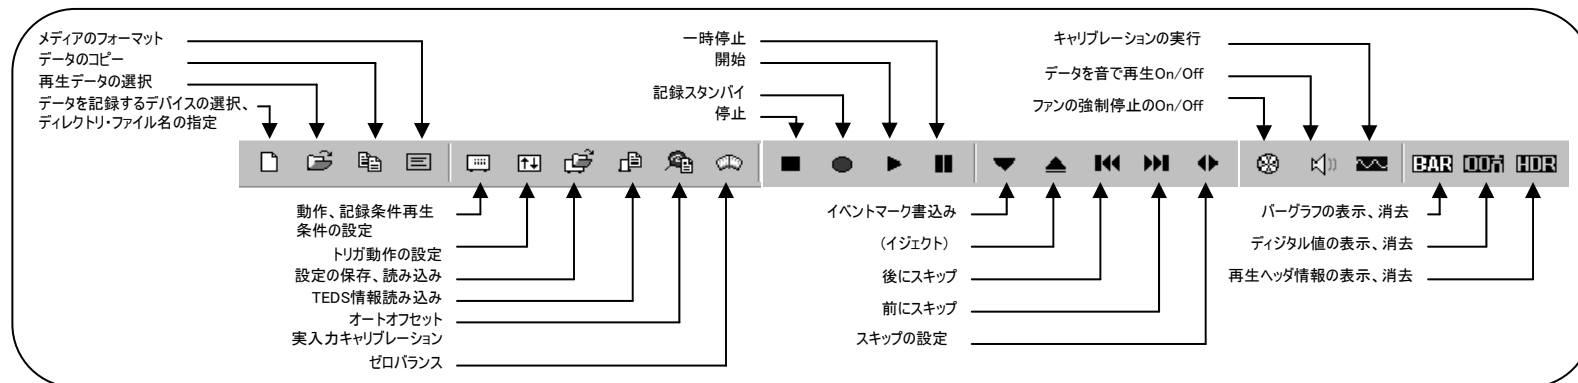 メディアのフォーマット
データのコピー
再生データの選択
データを記録するデバイスの選択、
ディレクトリ・ファイル名の指定
一時停止
開始
記録スタンバイ
停止
キャリブレーションの実行
データを音で再生On/Off
ファンの強制停止のOn/Off
BAR
HDR
動作、記録条件再生
条件の設定
トリガ動作の設定
設定の保存、読み込み
TEDS情報読み込み
オートオフセット
実入力キャリブレーション
ゼロバランス
イベントマーク書込み
(イジェクト)
後にスキップ
前にスキップ
スキップの設定
バーグラフの表示、消去
ディジタル値の表示、消去
再生ヘッダ情報の表示、消去